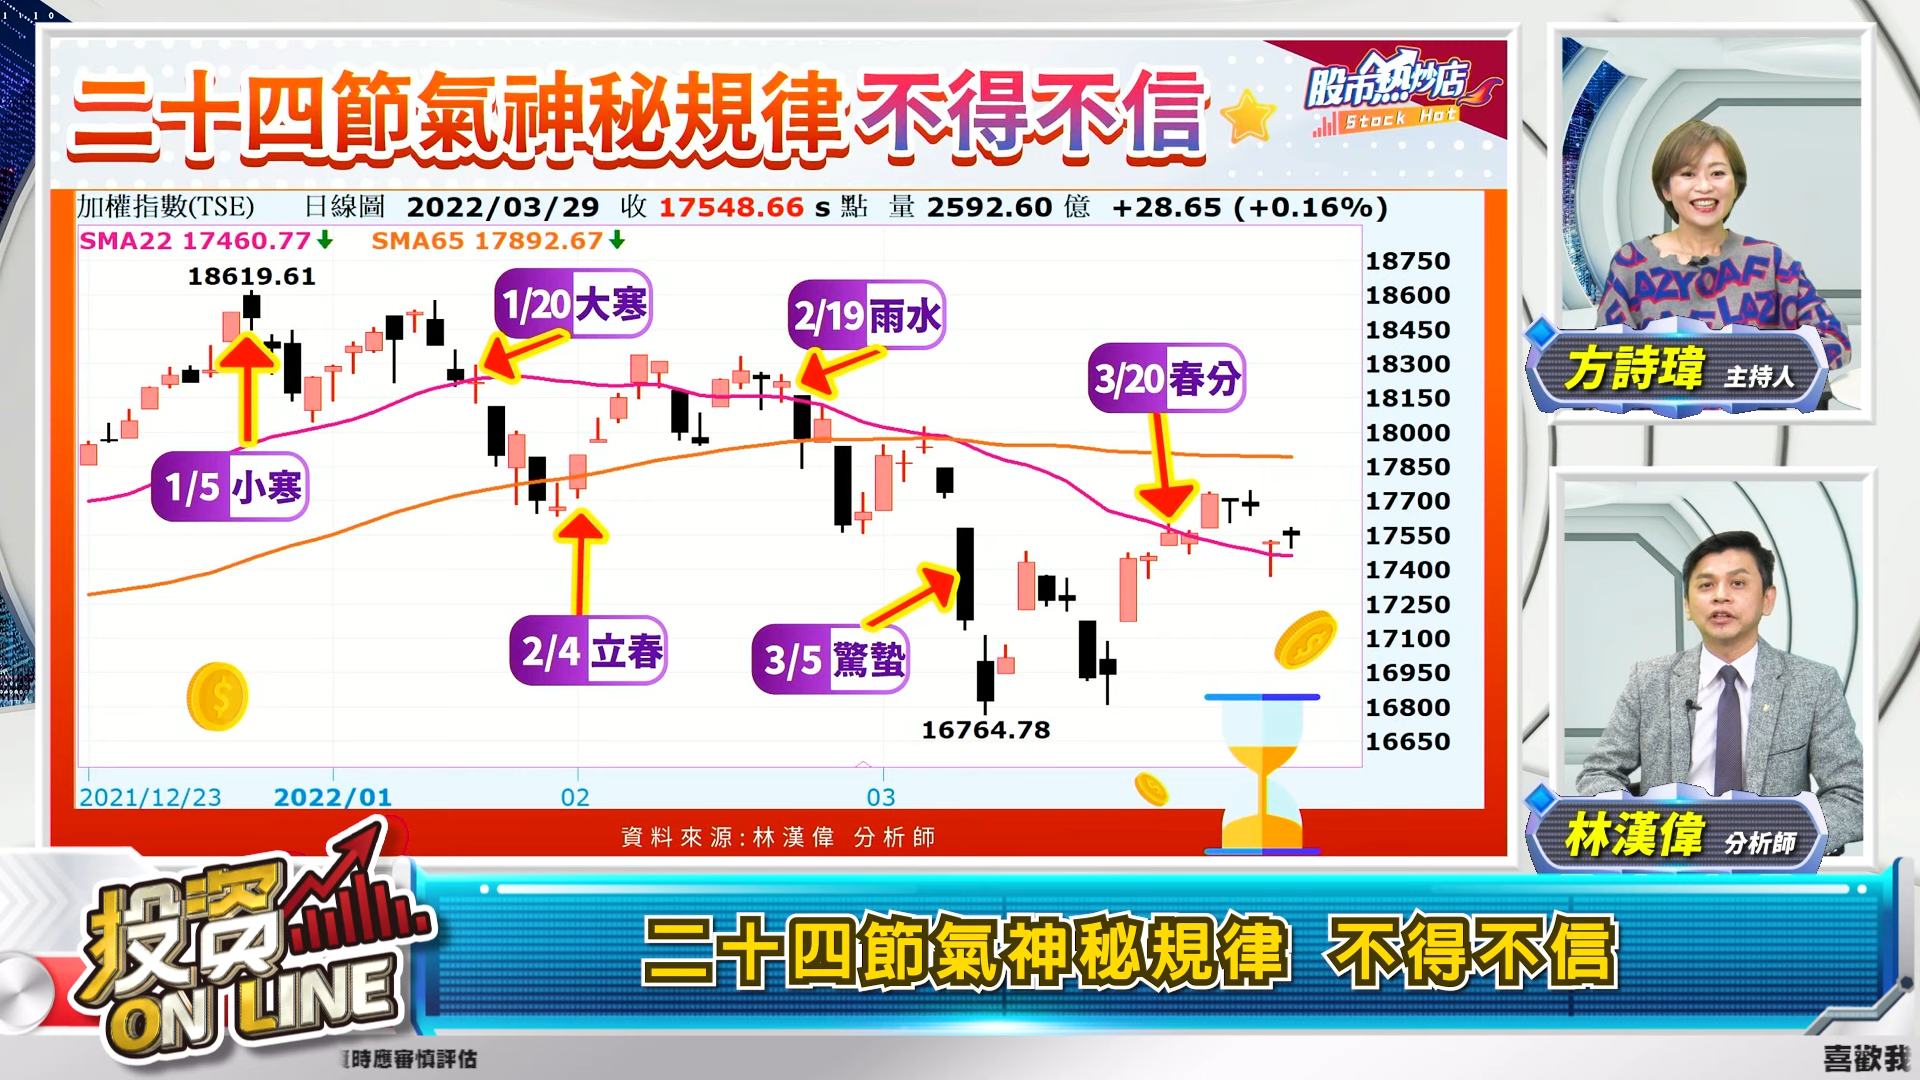 二十四節氣神秘規律 不得不信
股市熱炒店
Stock Hot
加權指數(TSE) 日線圖 2022/03/29 收 17548.66 s 點 量 2592.60 億 +28.65 (+0.16%)
SMA22 17460.77↓ SMA65 17892.67↓
18619.61
1/20 大寒
2/19 雨水
3/20 春分
1/5 小寒
2/4 立春
3/5 驚蟄
16764.78
18750
18600
18450
18300
18150
18000
17850
17700
17550
17400
17250
17100
16950
16800
16650
2021/12/23 2022/01 02 03
資料來源:林漢偉 分析師
方詩瑋 主持人
林漢偉 分析師
投資
ON LINE
二十四節氣神秘規律 不得不信
時應審慎評估
喜歡我